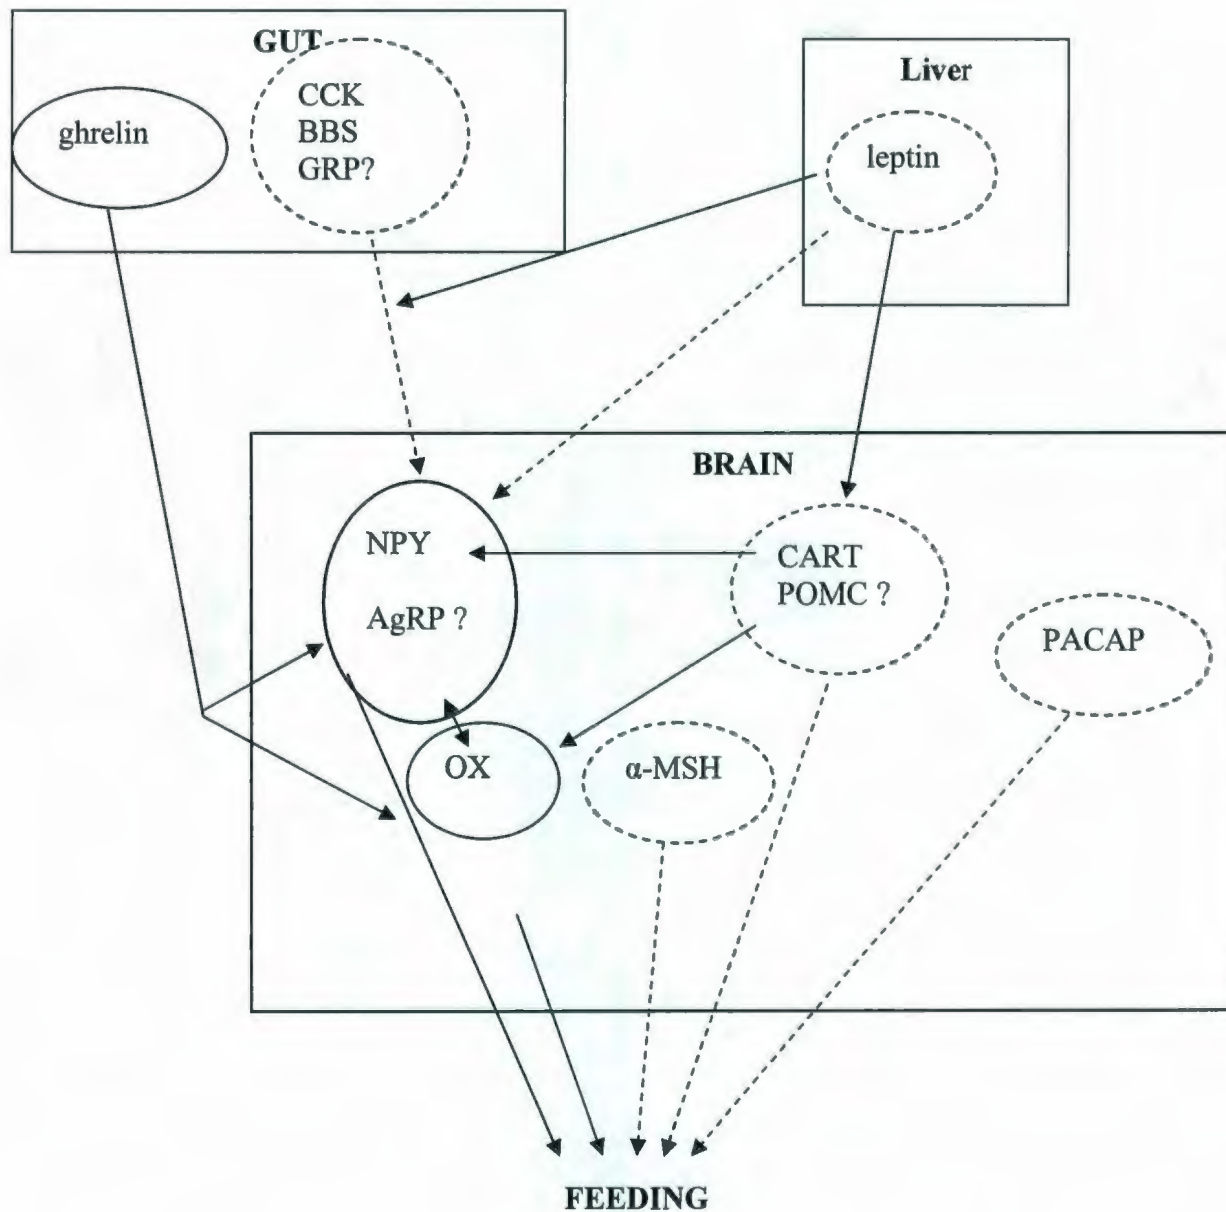 GUT
Liver
ghrelin
CCK
BBS
GRP?
leptin
BRAIN
NPY
AgRP ?
CART
POMC ?
PACAP
OX
α-MSH
FEEDING